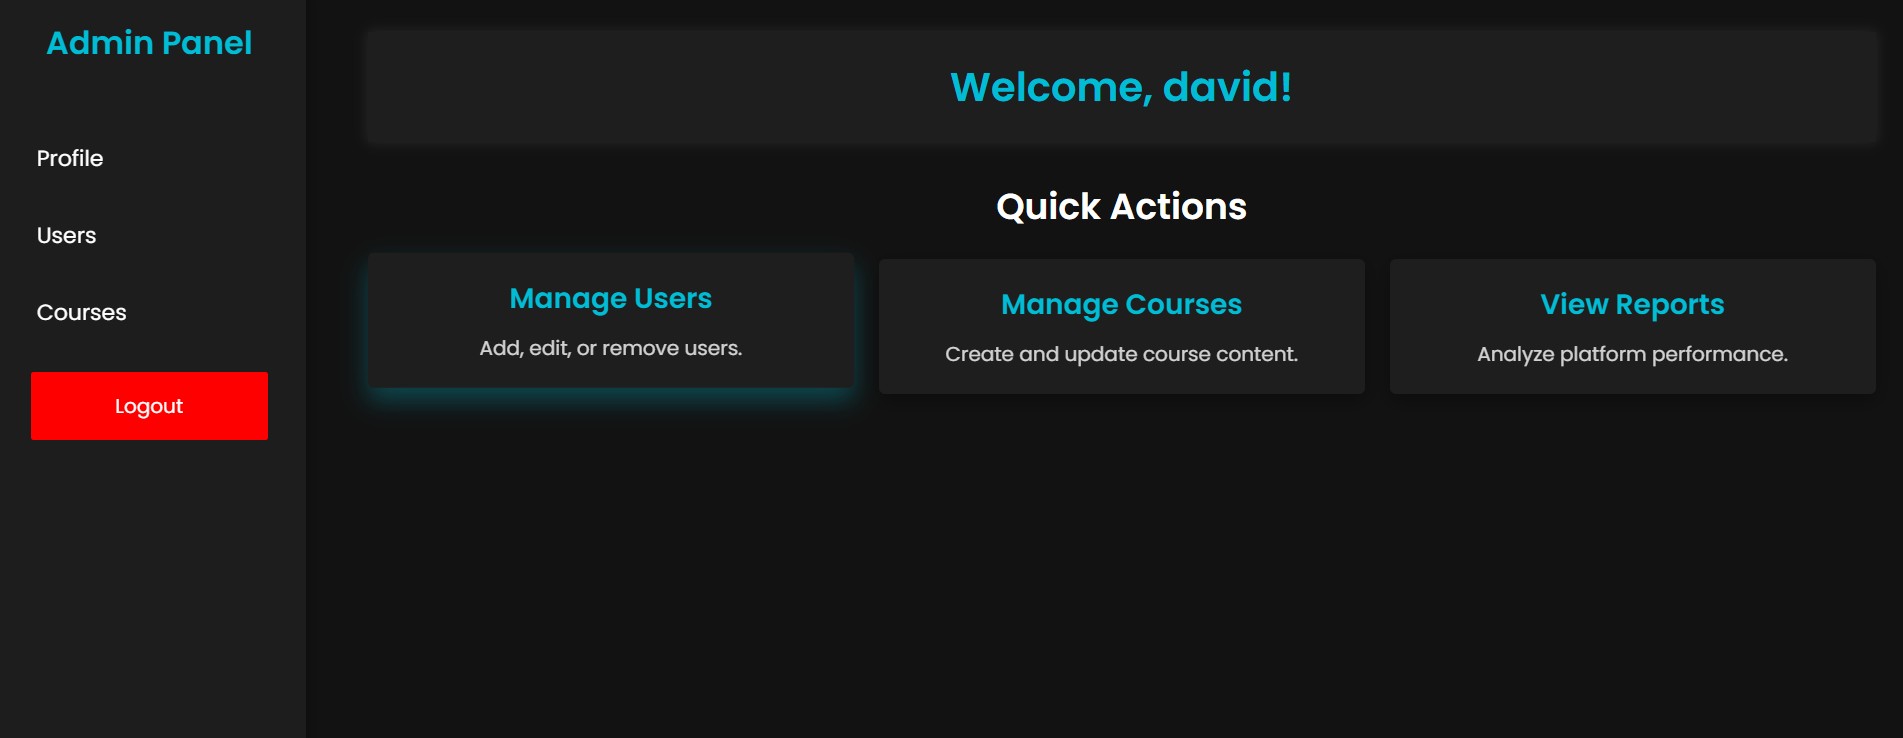 Admin Panel
Profile
Users
Courses
Logout
Welcome, david!
Quick Actions
Manage Users
Add, edit, or remove users.
Manage Courses
Create and update course content.
View Reports
Analyze platform performance.